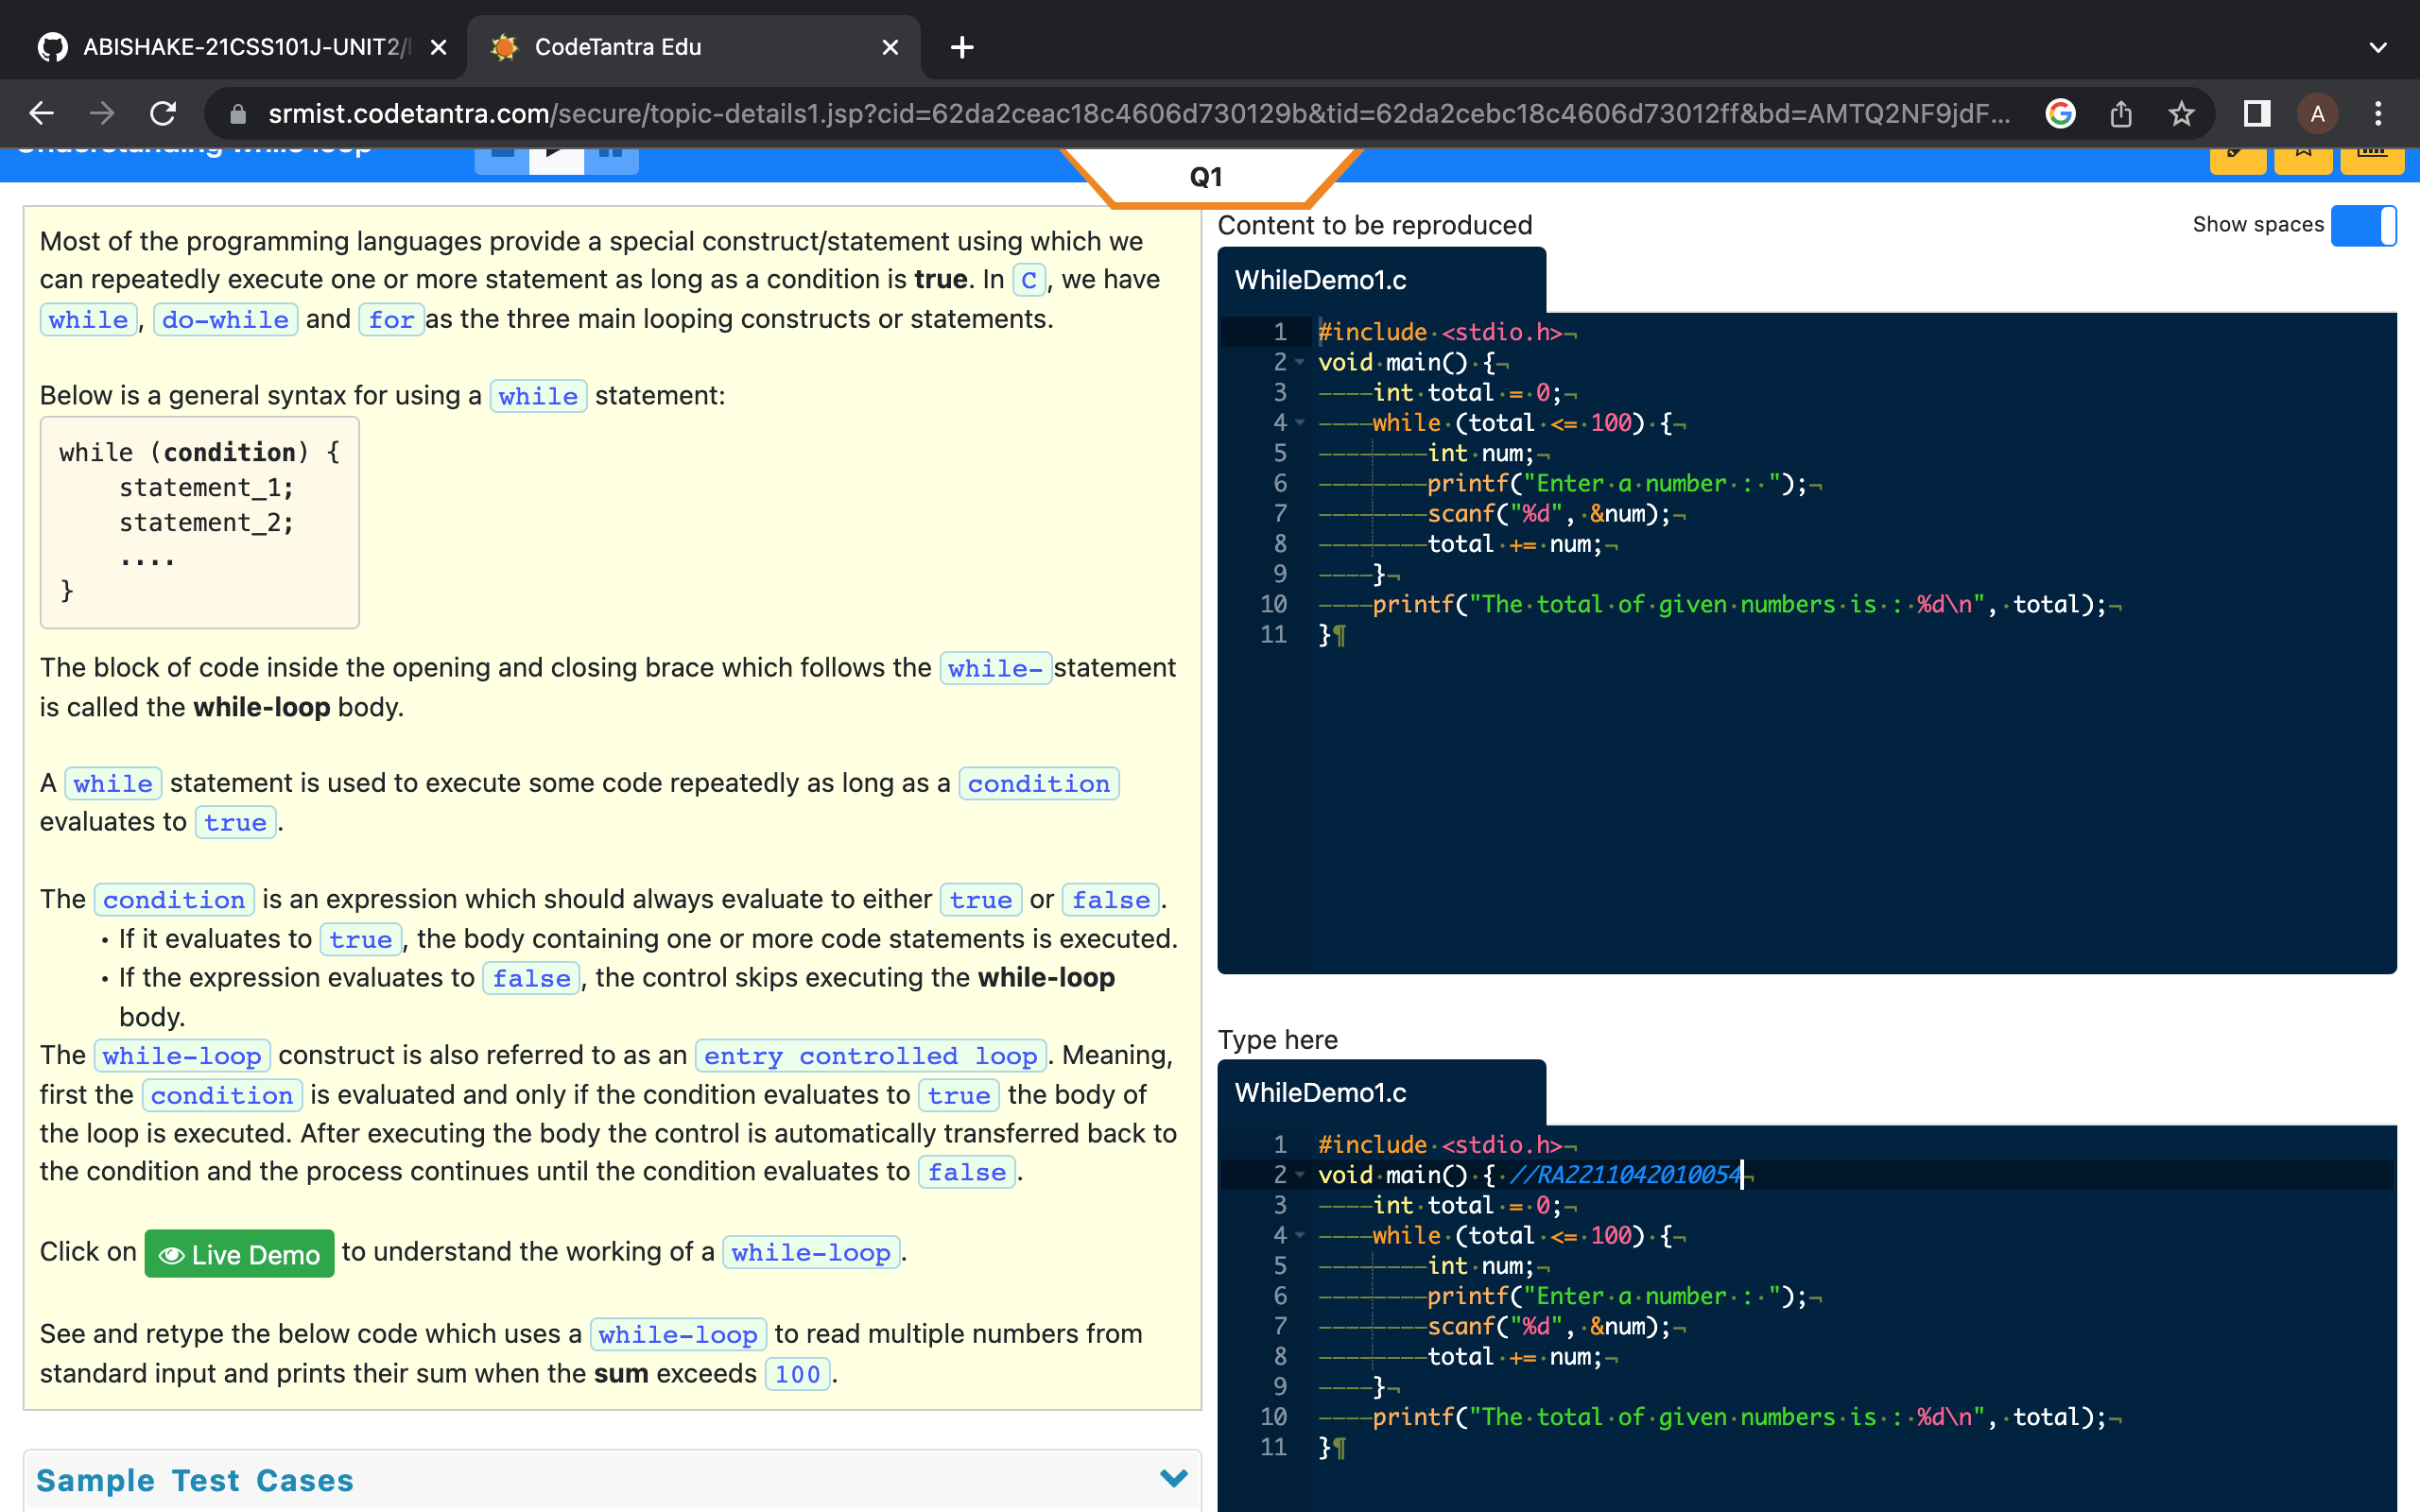 ABISHAKE-21CSS101J-UNIT2/
CodeTantra Edu
srmist.codetantra.com/secure/topic-details1.jsp?cid=62da2ceac18c4606d730129b&tid=62da2cebc18c4606d73012ff&bd=AMTQ2NF9jdF...
A
Understanding while loop
Q1
Most of the programming languages provide a special construct/statement using which we
can repeatedly execute one or more statement as long as a condition is true. In C, we have
while, do-while and for as the three main looping constructs or statements.
Below is a general syntax for using a while statement:
while (condition) {
statement_1;
statement_2;
....
}
The block of code inside the opening and closing brace which follows the while-statement
is called the while-loop body.
A while statement is used to execute some code repeatedly as long as a condition
evaluates to true.
The condition is an expression which should always evaluate to either true or false.
• If it evaluates to true, the body containing one or more code statements is executed.
• If the expression evaluates to false, the control skips executing the while-loop
body.
The while-loop construct is also referred to as an entry controlled loop. Meaning,
first the condition is evaluated and only if the condition evaluates to true the body of
the loop is executed. After executing the body the control is automatically transferred back to
the condition and the process continues until the condition evaluates to false.
Click on Live Demo to understand the working of a while-loop.
See and retype the below code which uses a while-loop to read multiple numbers from
standard input and prints their sum when the sum exceeds 100.
Sample Test Cases
Content to be reproduced
Show spaces
WhileDemo1.c
1 #include <stdio.h>
2 void main() {
3 int total = 0;
4 while (total <= 100) {
5 int num;
6 printf("Enter a number : ");
7 scanf("%d", &num);
8 total += num;
9 }
10 printf("The total of given numbers is : %d\n", total);
11 }
Type here
WhileDemo1.c
1 #include <stdio.h>
2 void main() { //RA2211042010054
3 int total = 0;
4 while (total <= 100) {
5 int num;
6 printf("Enter a number : ");
7 scanf("%d", &num);
8 total += num;
9 }
10 printf("The total of given numbers is : %d\n", total);
11 }